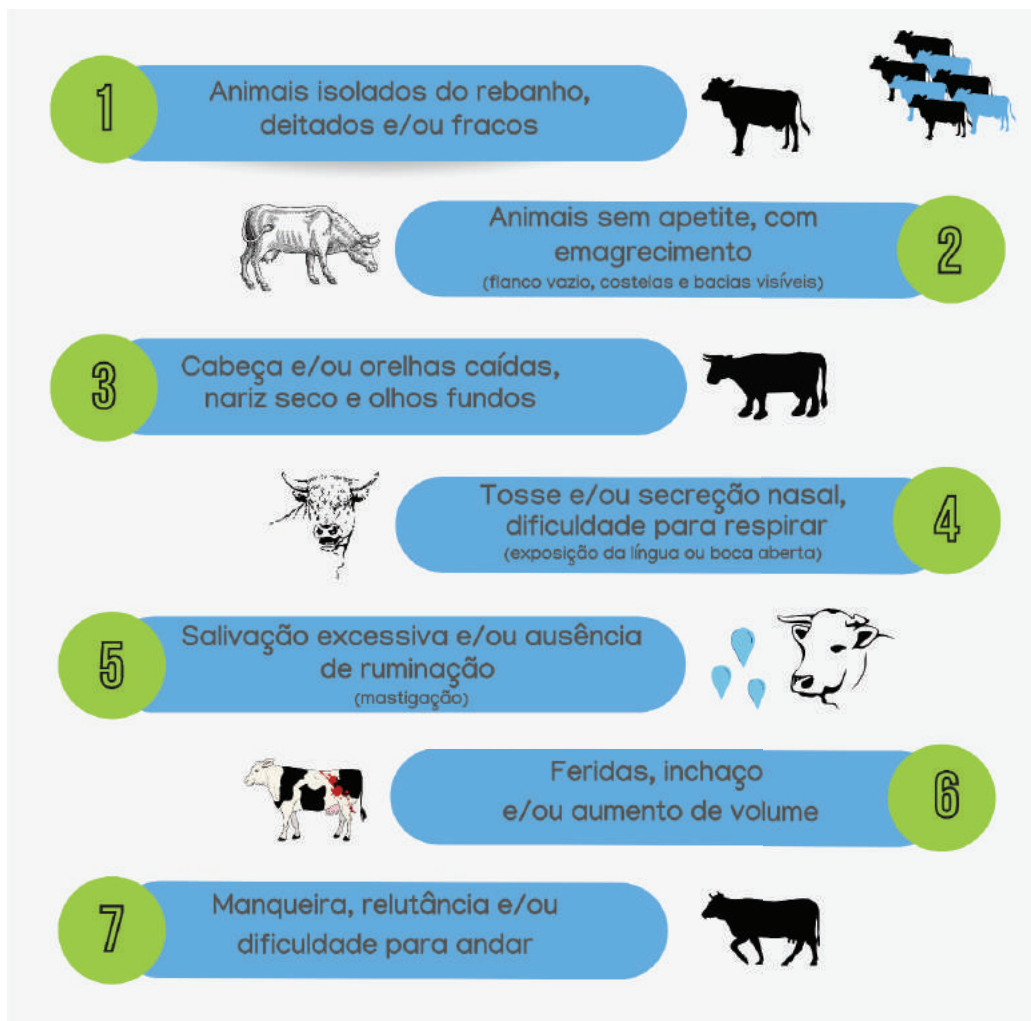 1
Animais isolados do rebanho,
deitados e/ou fracos
Animais sem apetite, com
emagrecimento
(flanco vazio, costelas e bacias visíveis)
2
3
Cabeça e/ou orelhas caídas,
nariz seco e olhos fundos
Tosse e/ou secreção nasal,
dificuldade para respirar
(exposição da língua ou boca aberta)
4
5
Salivação excessiva e/ou ausência
de ruminação
(mastigação)
Feridas, inchaço
e/ou aumento de volume
6
7
Manqueira, relutância e/ou
dificuldade para andar